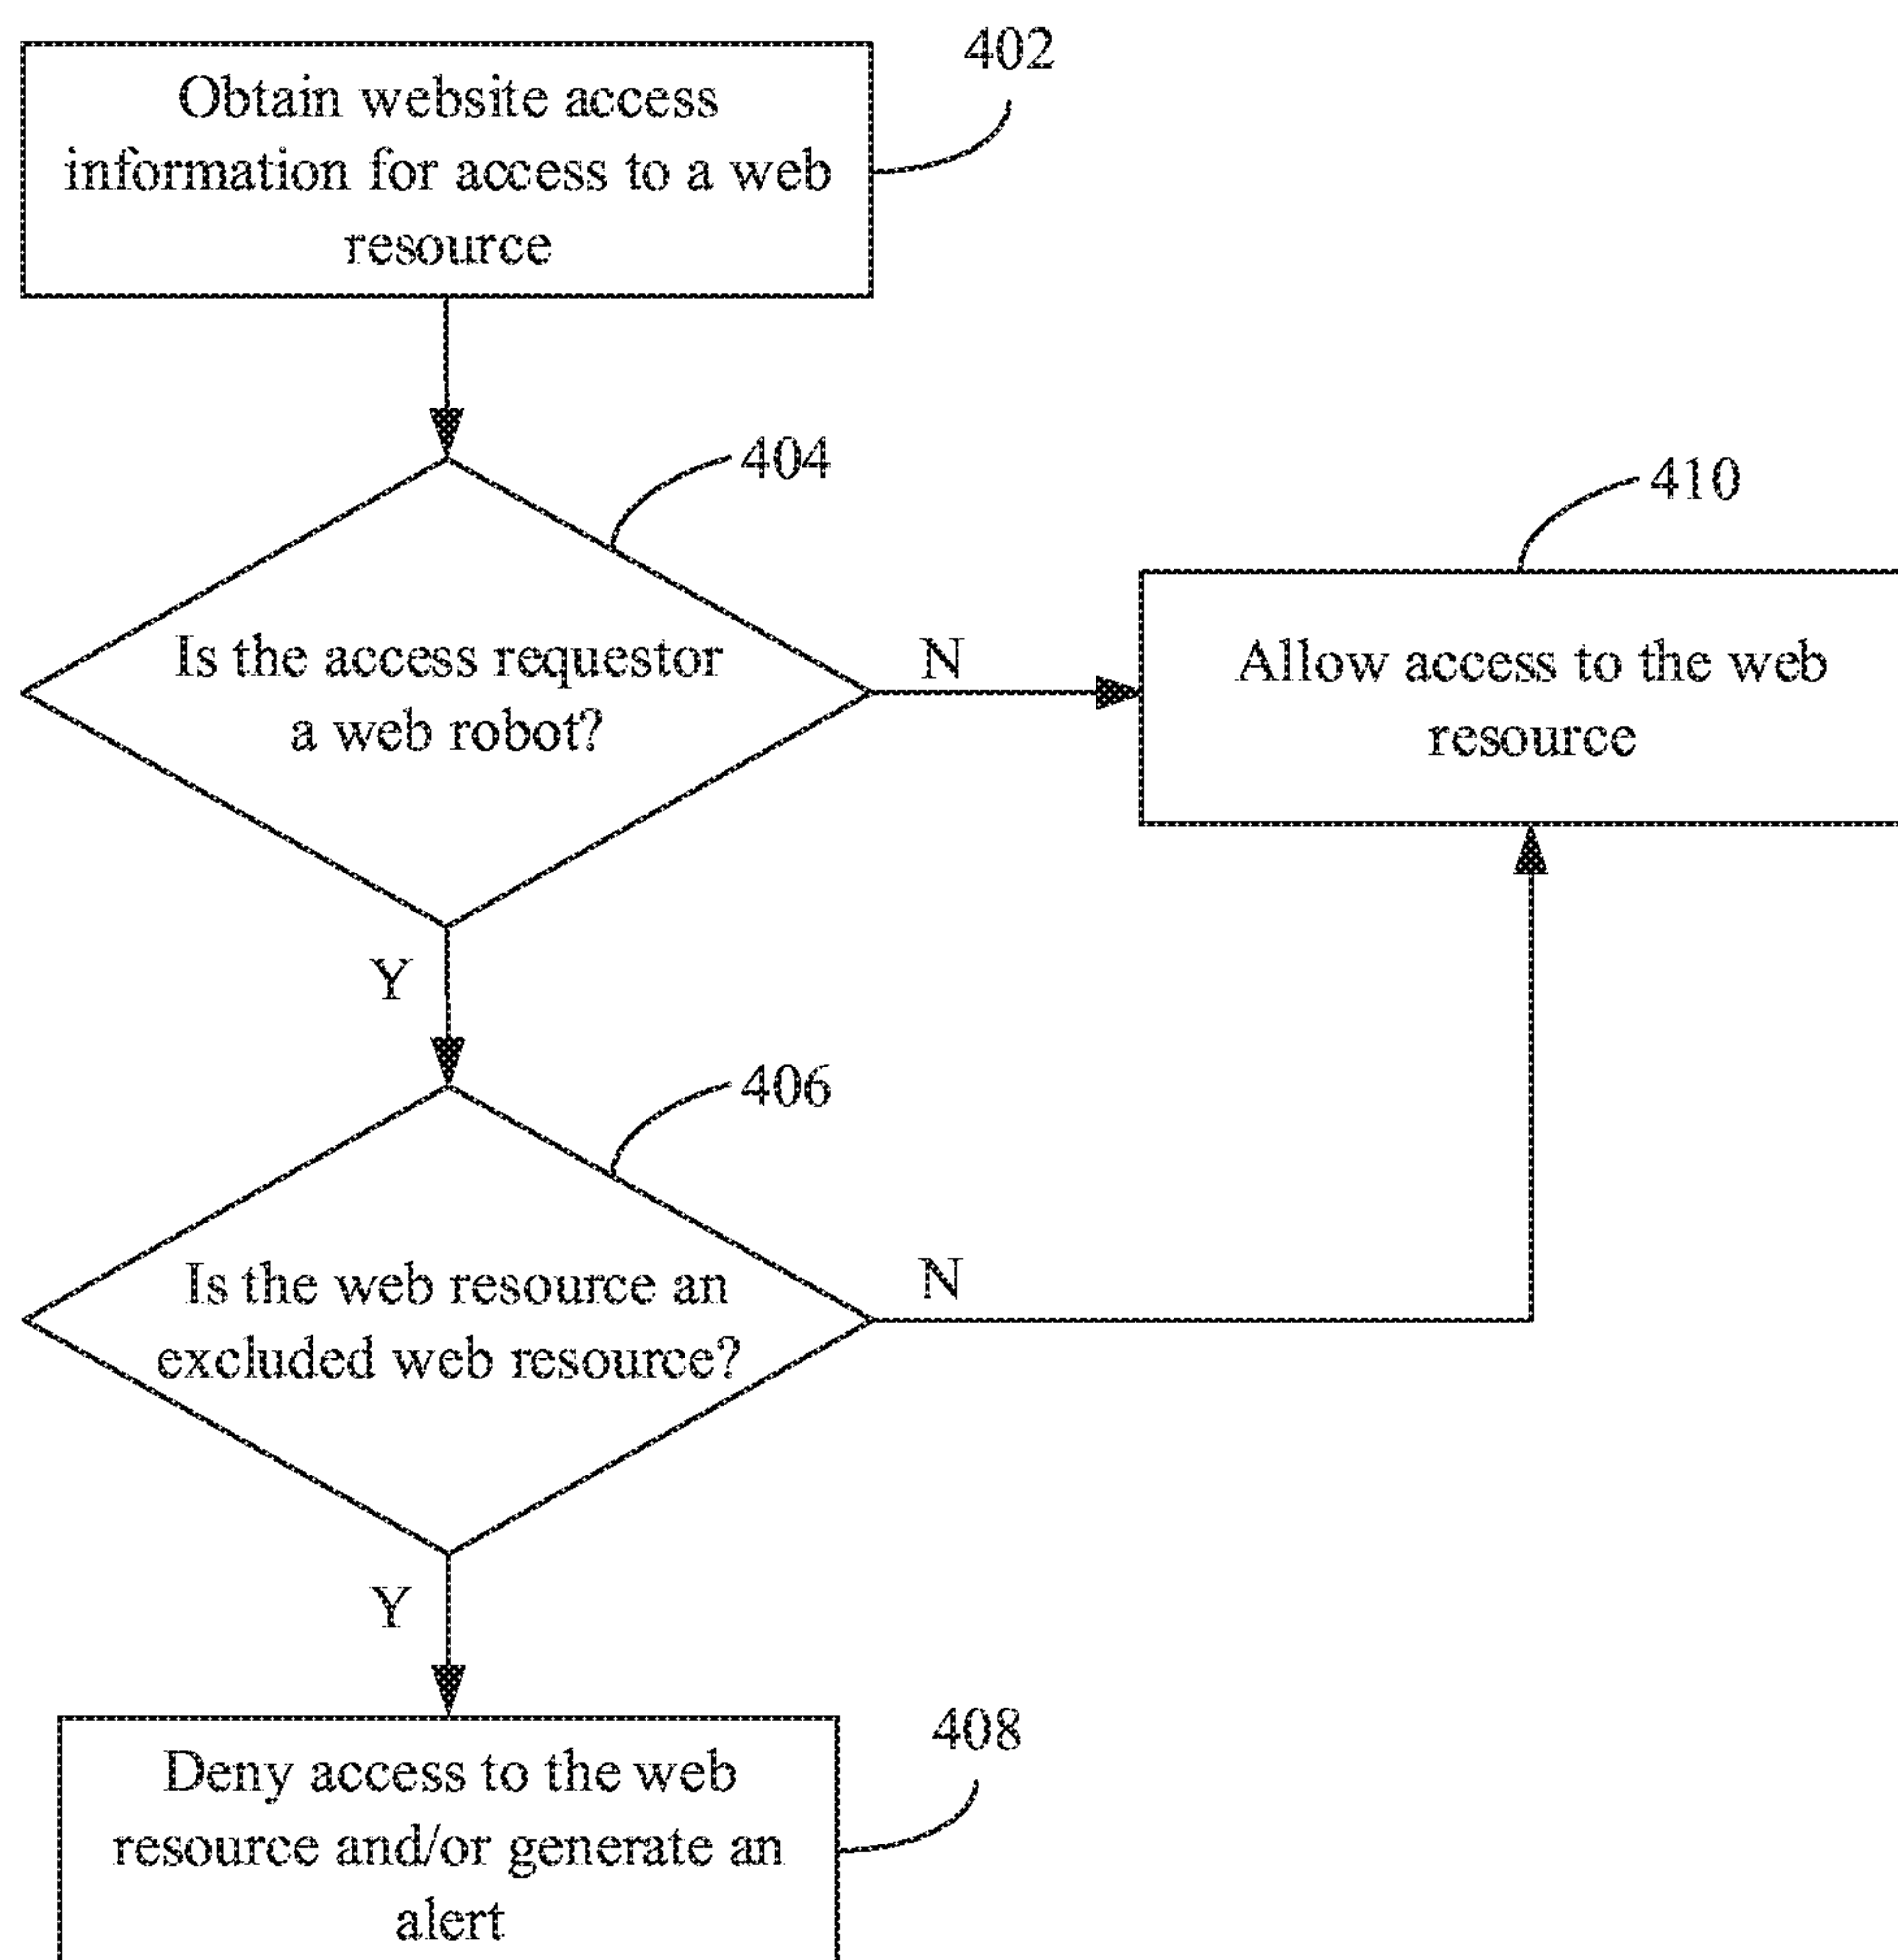 402
Obtain website access
information for access to a web
resource
404
Is the access requestor
a web robot?
N
410
Allow access to the web
resource
Y
406
Is the web resource an
excluded web resource?
N
Y
408
Deny access to the web
resource and/or generate an
alert